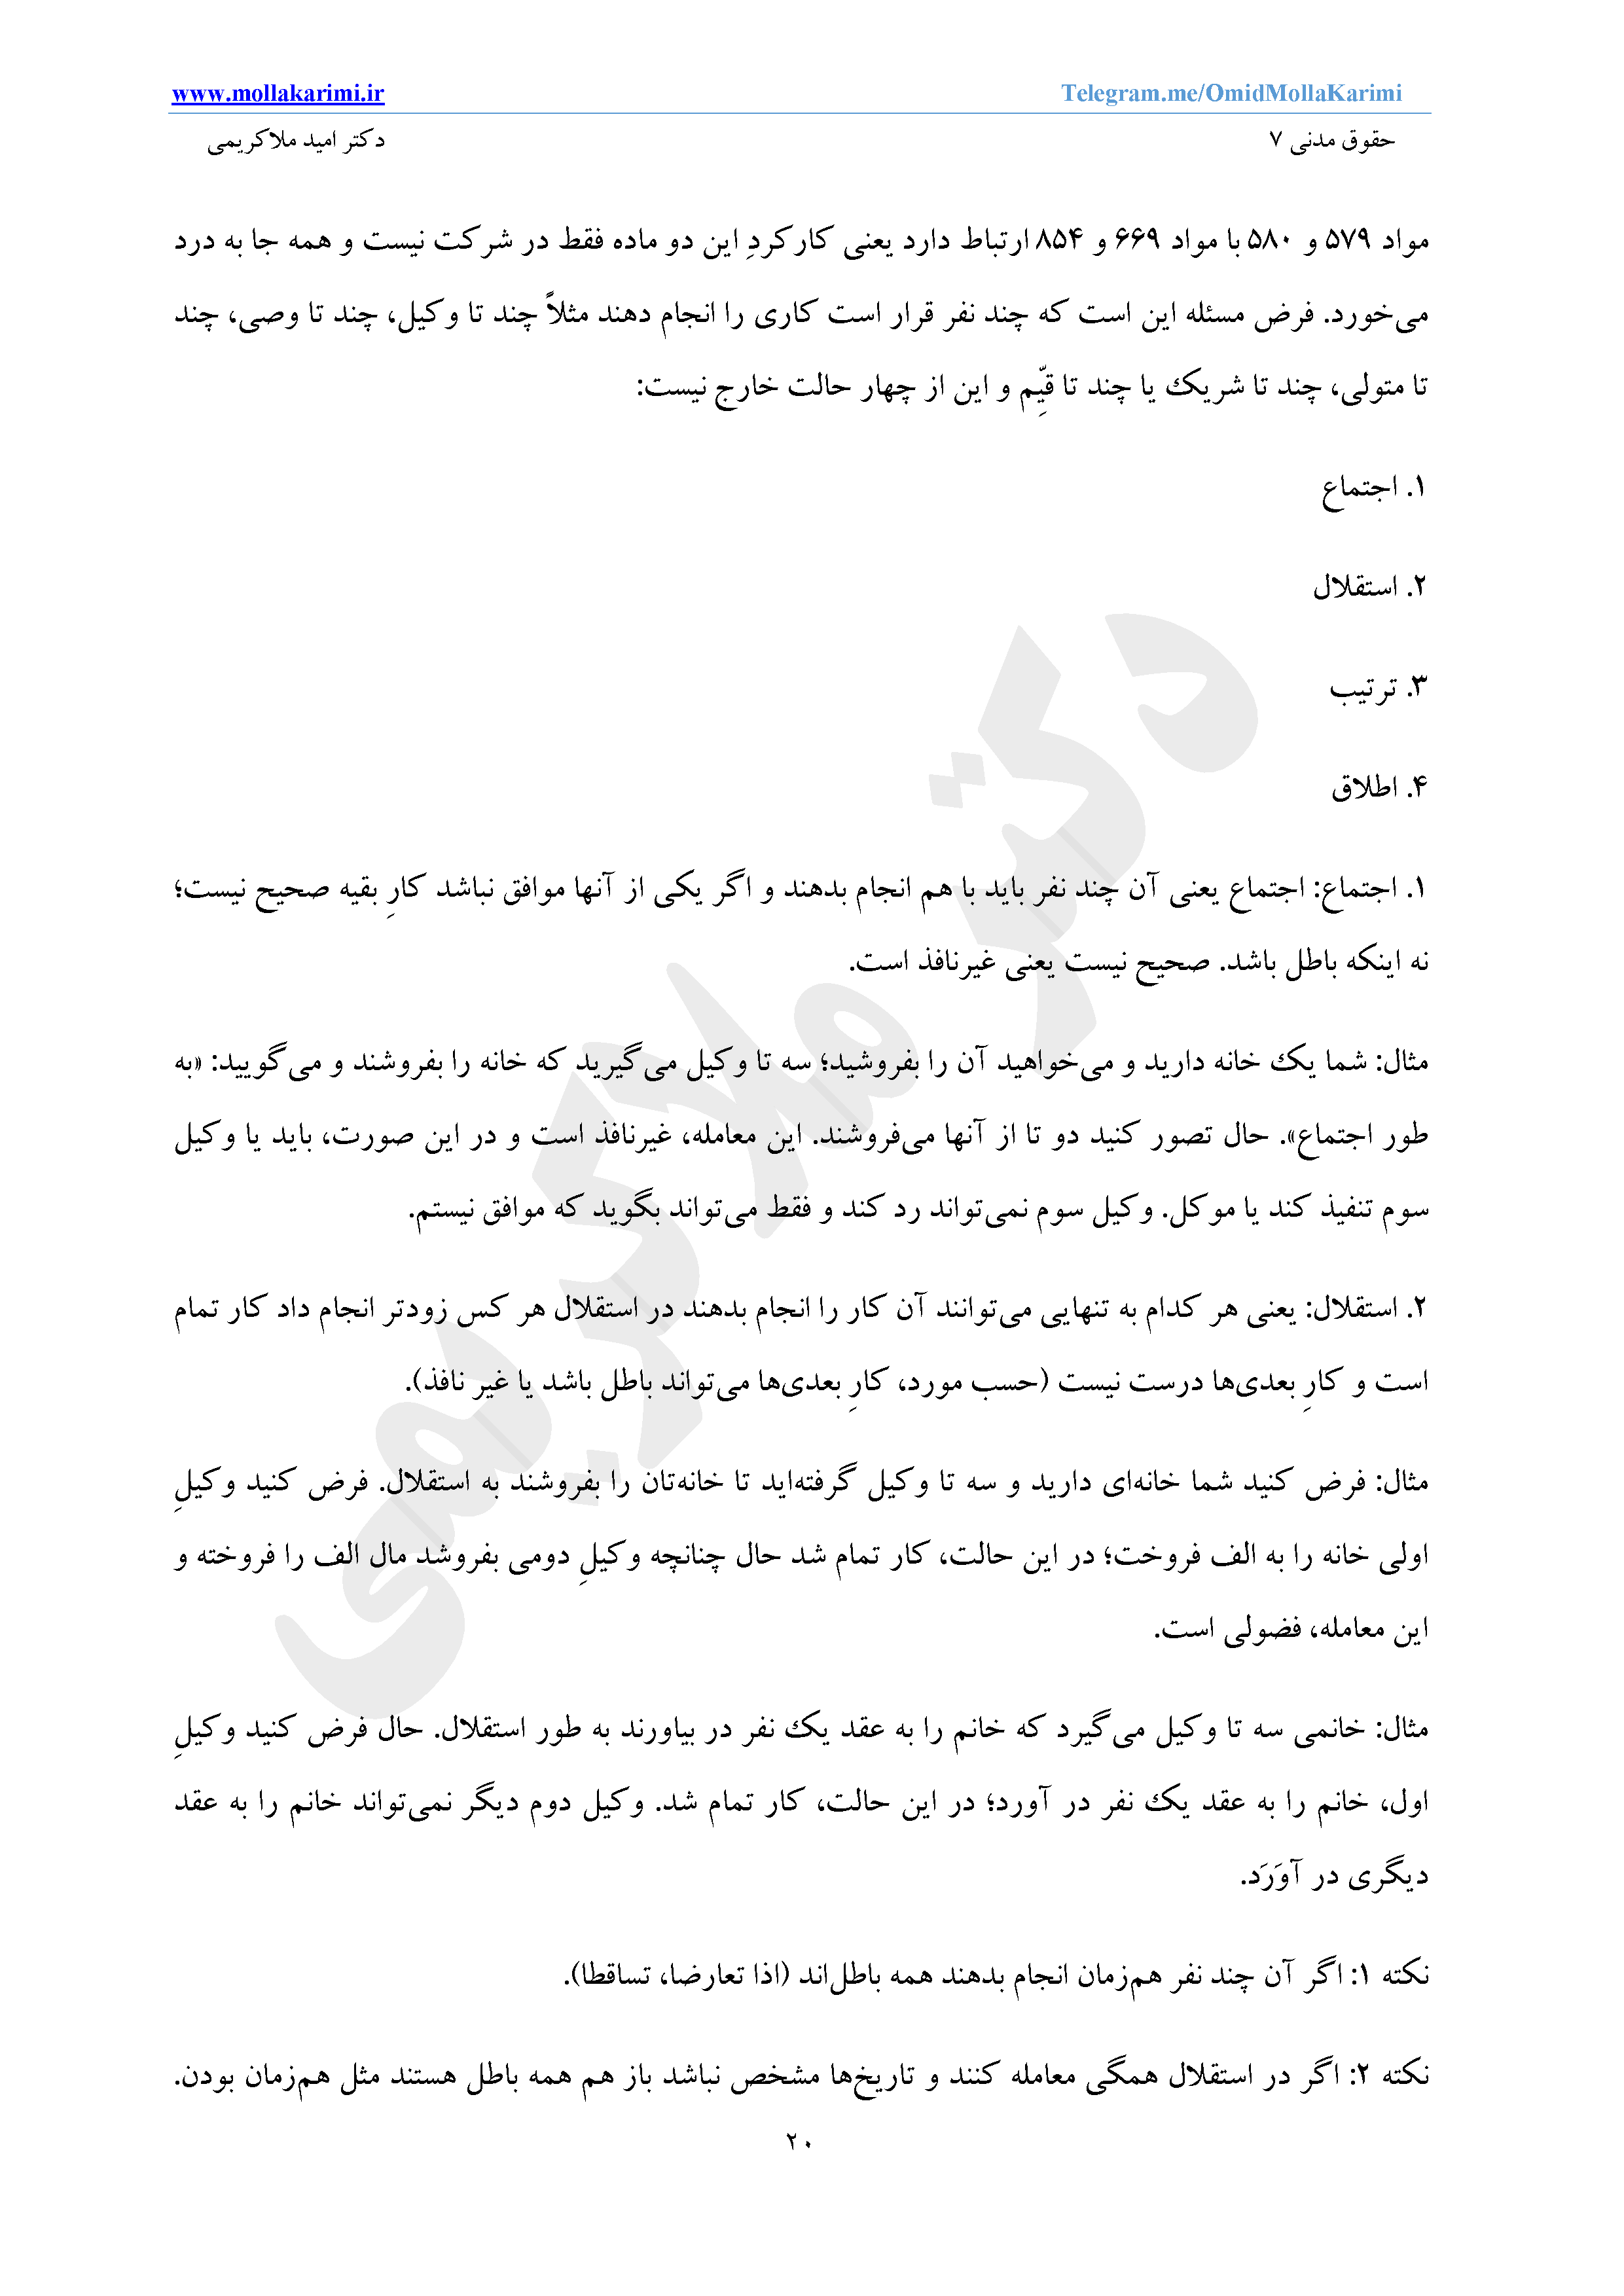 www.mollakarimi.ir Telegram.me/OmidMollaKarimi
حقوق مدنی ۷ دکتر امید ملاکریمی
مواد ۵۷۹ و ۵۸۰ با مواد ۶۶۹ و ۸۵۴ ارتباط دارد یعنی کارکردِ این دو ماده فقط در شرکت نیست و همه جا به درد
می‌خورد. فرض مسئله این است که چند نفر قرار است کاری را انجام دهند مثلاً چند تا وکیل، چند تا وصی، چند
تا متولی، چند تا شریک یا چند تا قیِّم و این از چهار حالت خارج نیست:
۱. اجتماع
۲. استقلال
۳. ترتیب
۴. اطلاق
۱. اجتماع: اجتماع یعنی آن چند نفر باید با هم انجام بدهند و اگر یکی از آنها موافق نباشد کارِ بقیه صحیح نیست؛
نه اینکه باطل باشد. صحیح نیست یعنی غیرنافذ است.
مثال: شما یک خانه دارید و می‌خواهید آن را بفروشید؛ سه تا وکیل می‌گیرید که خانه را بفروشند و می‌گویید: «به
طور اجتماع». حال تصور کنید دو تا از آنها می‌فروشند. این معامله، غیرنافذ است و در این صورت، باید یا وکیل
سوم تنفیذ کند یا موکل. وکیل سوم نمی‌تواند رد کند و فقط می‌تواند بگوید که موافق نیستم.
۲. استقلال: یعنی هر کدام به تنهایی می‌توانند آن کار را انجام بدهند در استقلال هر کس زودتر انجام داد کار تمام
است و کارِ بعدی‌ها درست نیست (حسب مورد، کارِ بعدی‌ها می‌تواند باطل باشد یا غیر نافذ).
مثال: فرض کنید شما خانه‌ای دارید و سه تا وکیل گرفته‌اید تا خانه‌تان را بفروشند به استقلال. فرض کنید وکیلِ
اولی خانه را به الف فروخت؛ در این حالت، کار تمام شد حال چنانچه وکیلِ دومی بفروشد مال الف را فروخته و
این معامله، فضولی است.
مثال: خانمی سه تا وکیل می‌گیرد که خانم را به عقد یک نفر در بیاورند به طور استقلال. حال فرض کنید وکیلِ
اول، خانم را به عقد یک نفر در آورد؛ در این حالت، کار تمام شد. وکیل دوم دیگر نمی‌تواند خانم را به عقد
دیگری در آوَرَد.
نکته ۱: اگر آن چند نفر هم‌زمان انجام بدهند همه باطل‌اند (اذا تعارضا، تساقطا).
نکته ۲: اگر در استقلال همگی معامله کنند و تاریخ‌ها مشخص نباشد باز هم همه باطل هستند مثل هم‌زمان بودن.
۲۰
دکتر ملاکریمی